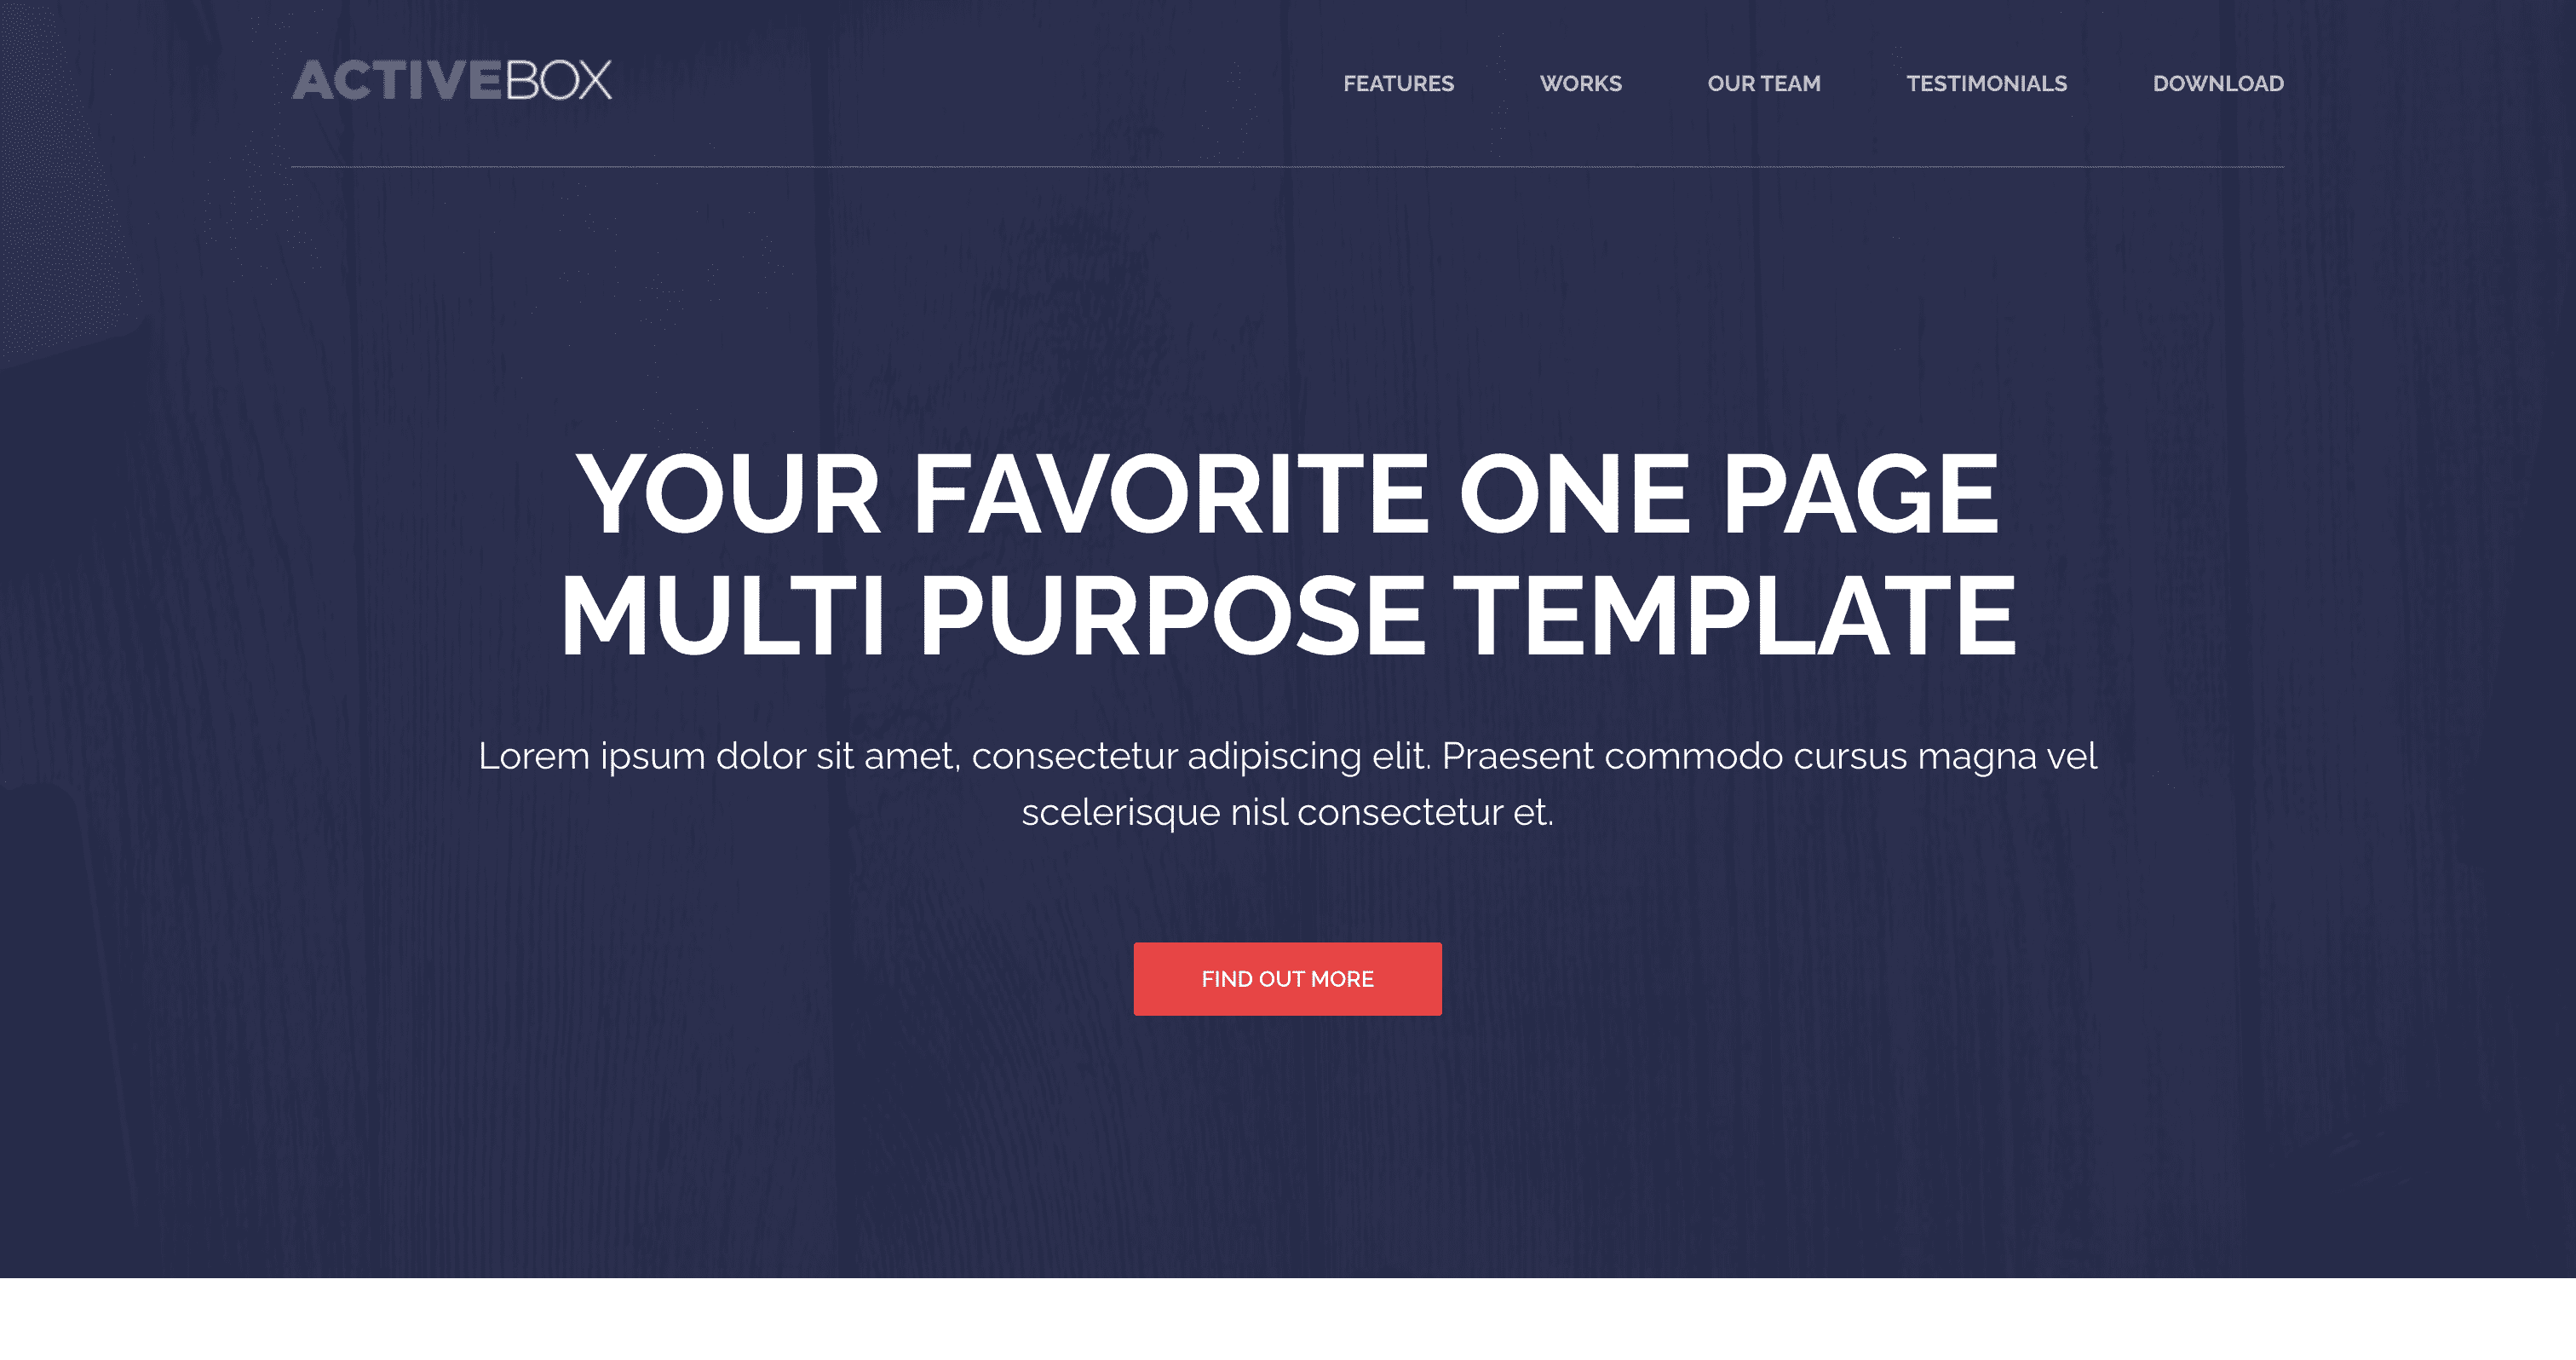 ACTIVEBOX
FEATURES WORKS OUR TEAM TESTIMONIALS DOWNLOAD
YOUR FAVORITE ONE PAGE
MULTI PURPOSE TEMPLATE
Lorem ipsum dolor sit amet, consectetur adipiscing elit. Praesent commodo cursus magna vel
scelerisque nisl consectetur et.
FIND OUT MORE